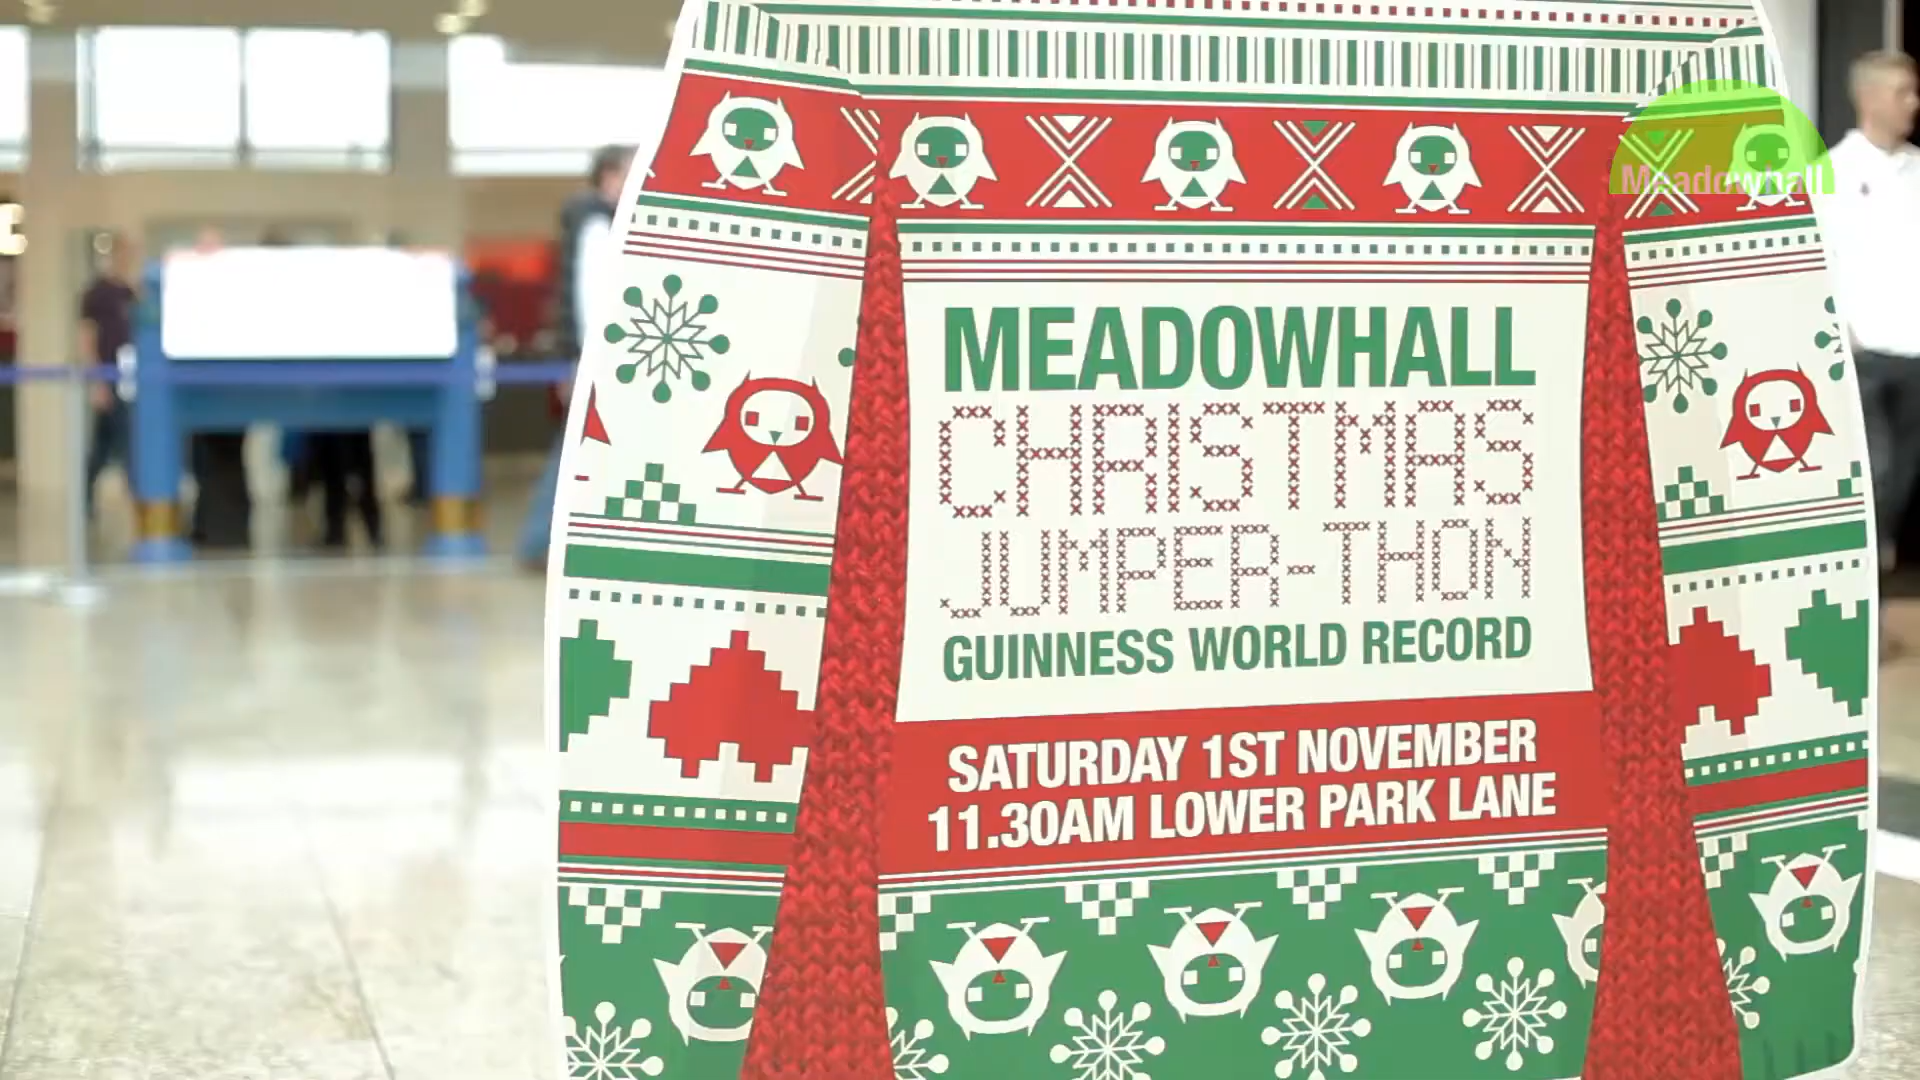 Meadowhall
MEADOWHALL
CHRISTMAS
JUMPER-THON
GUINNESS WORLD RECORD
SATURDAY 1ST NOVEMBER
11.30AM LOWER PARK LANE